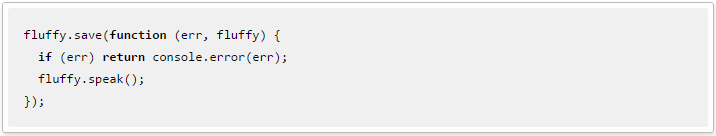 fluffy.save(function (err, fluffy) {
  if (err) return console.error(err);
  fluffy.speak();
});